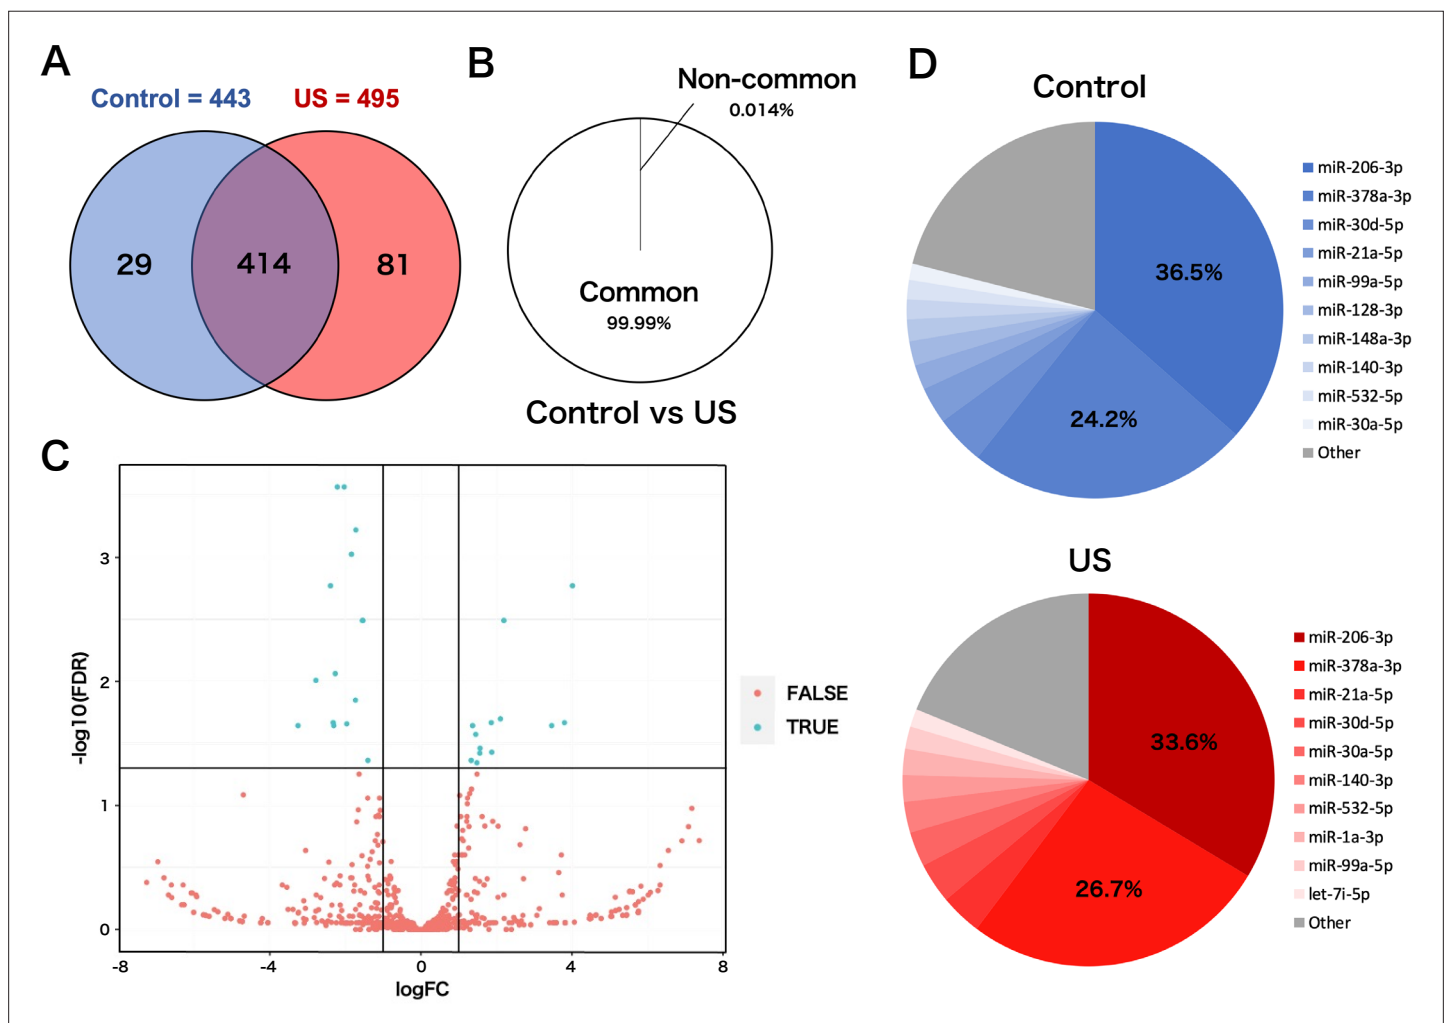 A
Control = 443
US = 495
29
414
81
B
Non-common
0.014%
Common
99.99%
Control vs US
C
-log10(FDR)
3
2
1
0
-8
-4
0
4
8
logFC
FALSE
TRUE
D
Control
36.5%
24.2%
miR-206-3p
miR-378a-3p
miR-30d-5p
miR-21a-5p
miR-99a-5p
miR-128-3p
miR-148a-3p
miR-140-3p
miR-532-5p
miR-30a-5p
Other
US
33.6%
26.7%
miR-206-3p
miR-378a-3p
miR-21a-5p
miR-30d-5p
miR-30a-5p
miR-140-3p
miR-532-5p
miR-1a-3p
miR-99a-5p
let-7i-5p
Other